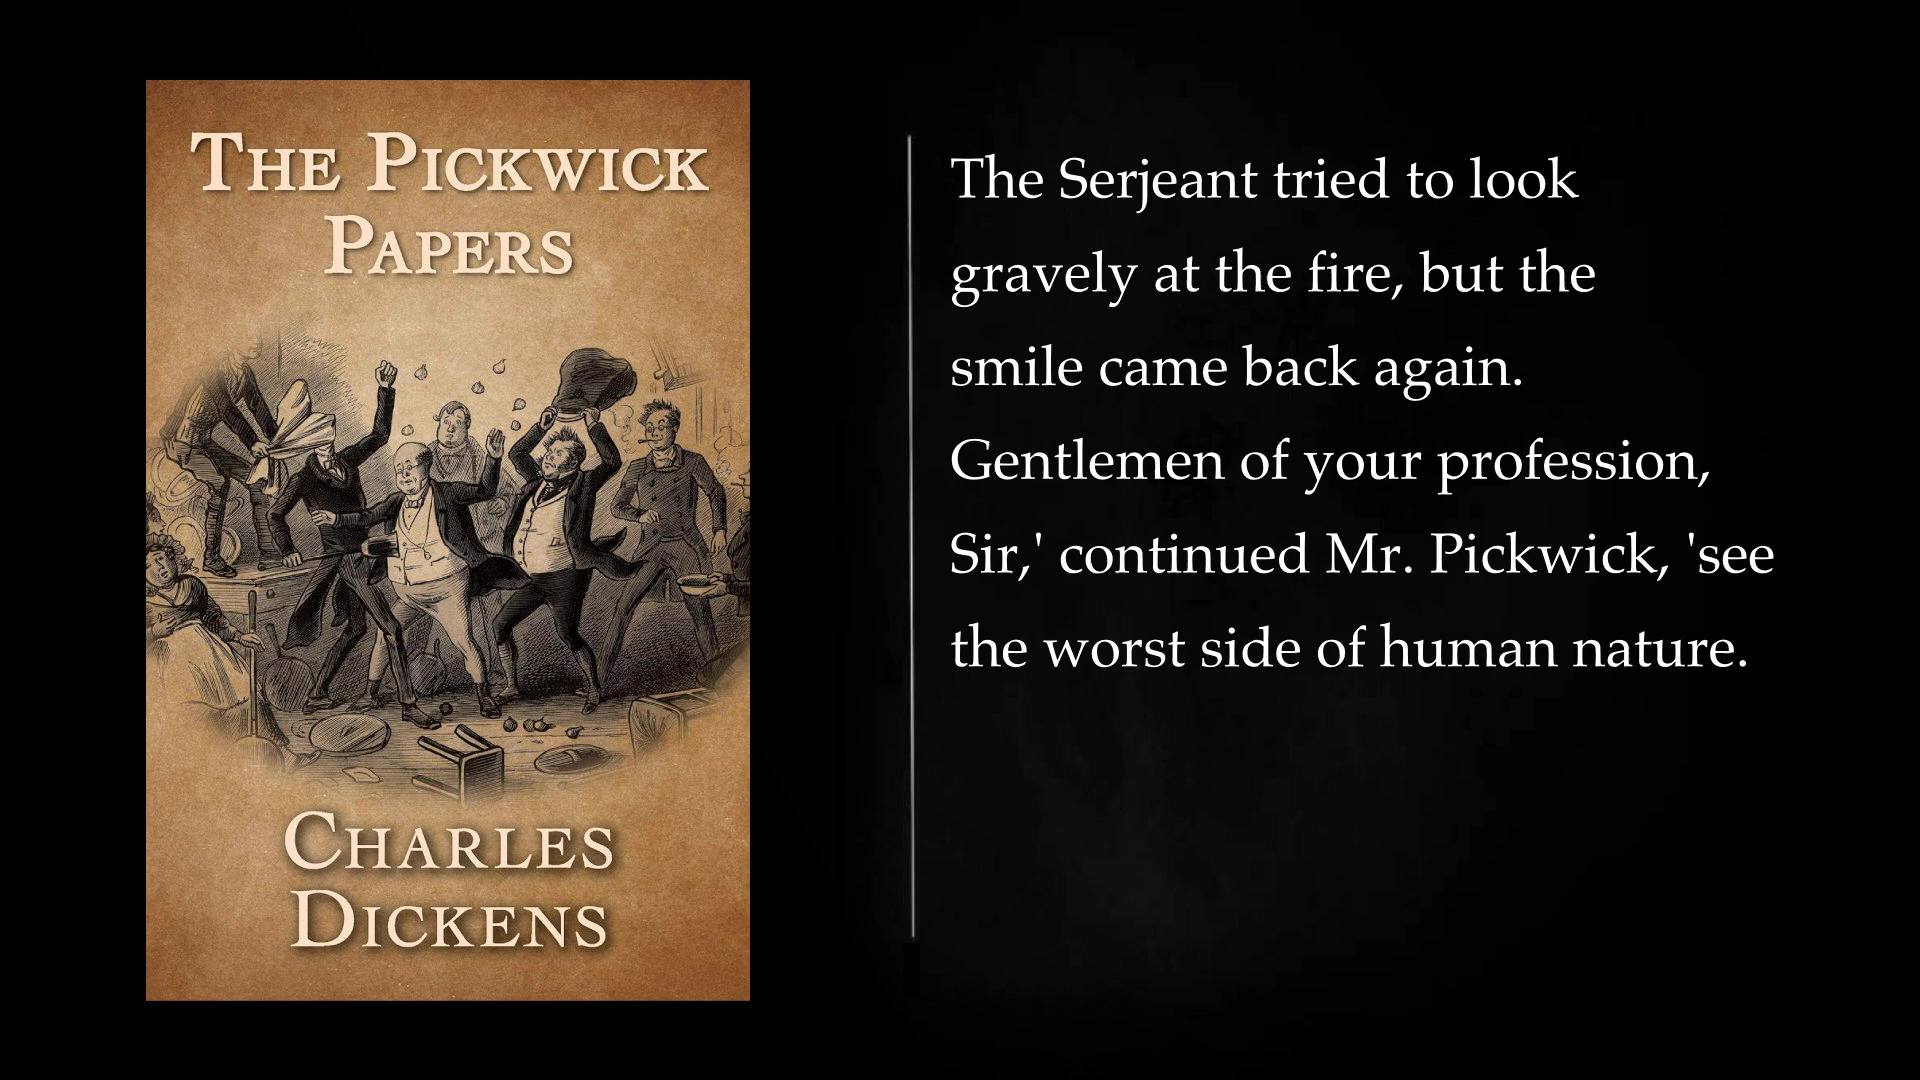 THE PICKWICK
PAPERS
CHARLES
DICKENS
The Serjeant tried to look
gravely at the fire, but the
smile came back again.
Gentlemen of your profession,
Sir,' continued Mr. Pickwick, 'see
the worst side of human nature.